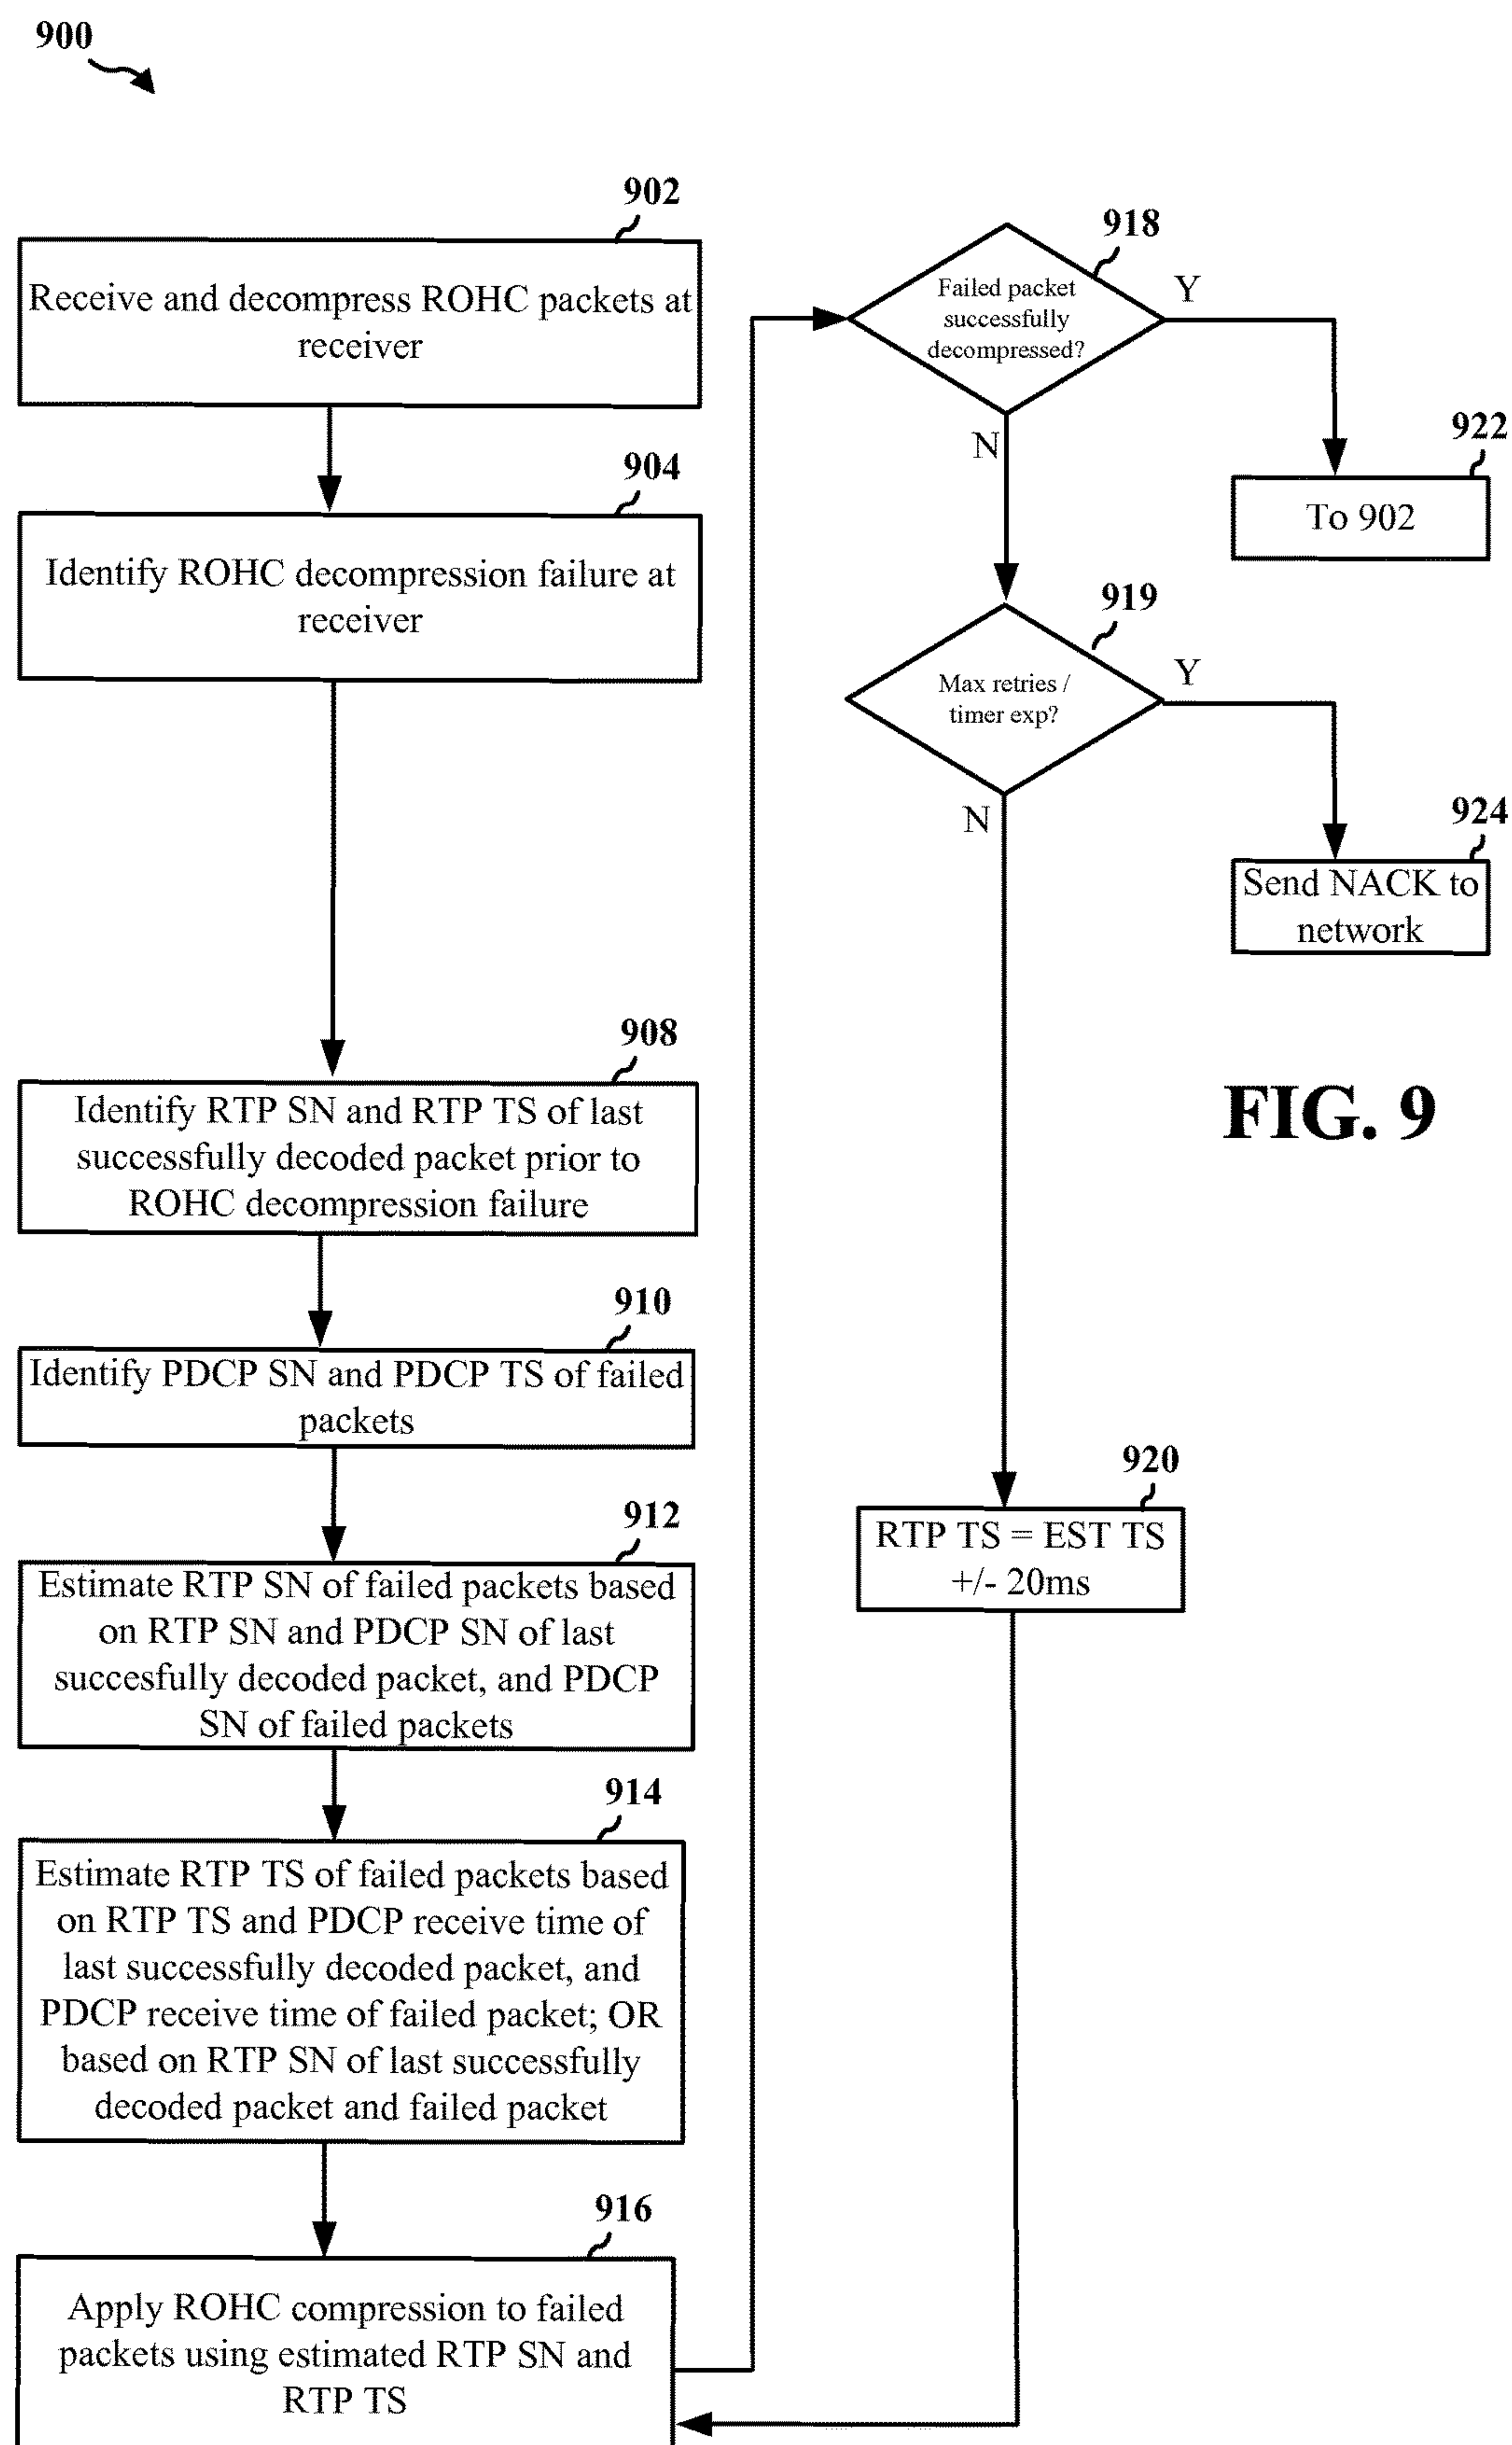 900
902
Receive and decompress ROHC packets at
receiver
904
Identify ROHC decompression failure at
receiver
908
Identify RTP SN and RTP TS of last
successfully decoded packet prior to
ROHC decompression failure
910
Identify PDCP SN and PDCP TS of failed
packets
912
Estimate RTP SN of failed packets based
on RTP SN and PDCP SN of last
succesfully decoded packet, and PDCP
SN of failed packets
914
Estimate RTP TS of failed packets based
on RTP TS and PDCP receive time of
last successfully decoded packet, and
PDCP receive time of failed packet; OR
based on RTP SN of last successfully
decoded packet and failed packet
916
Apply ROHC compression to failed
packets using estimated RTP SN and
RTP TS
918
Failed packet
successfully
decompressed?
Y
N
922
To 902
919
Max retries /
timer exp?
Y
N
924
Send NACK to
network
920
RTP TS = EST TS
+/- 20ms
FIG. 9